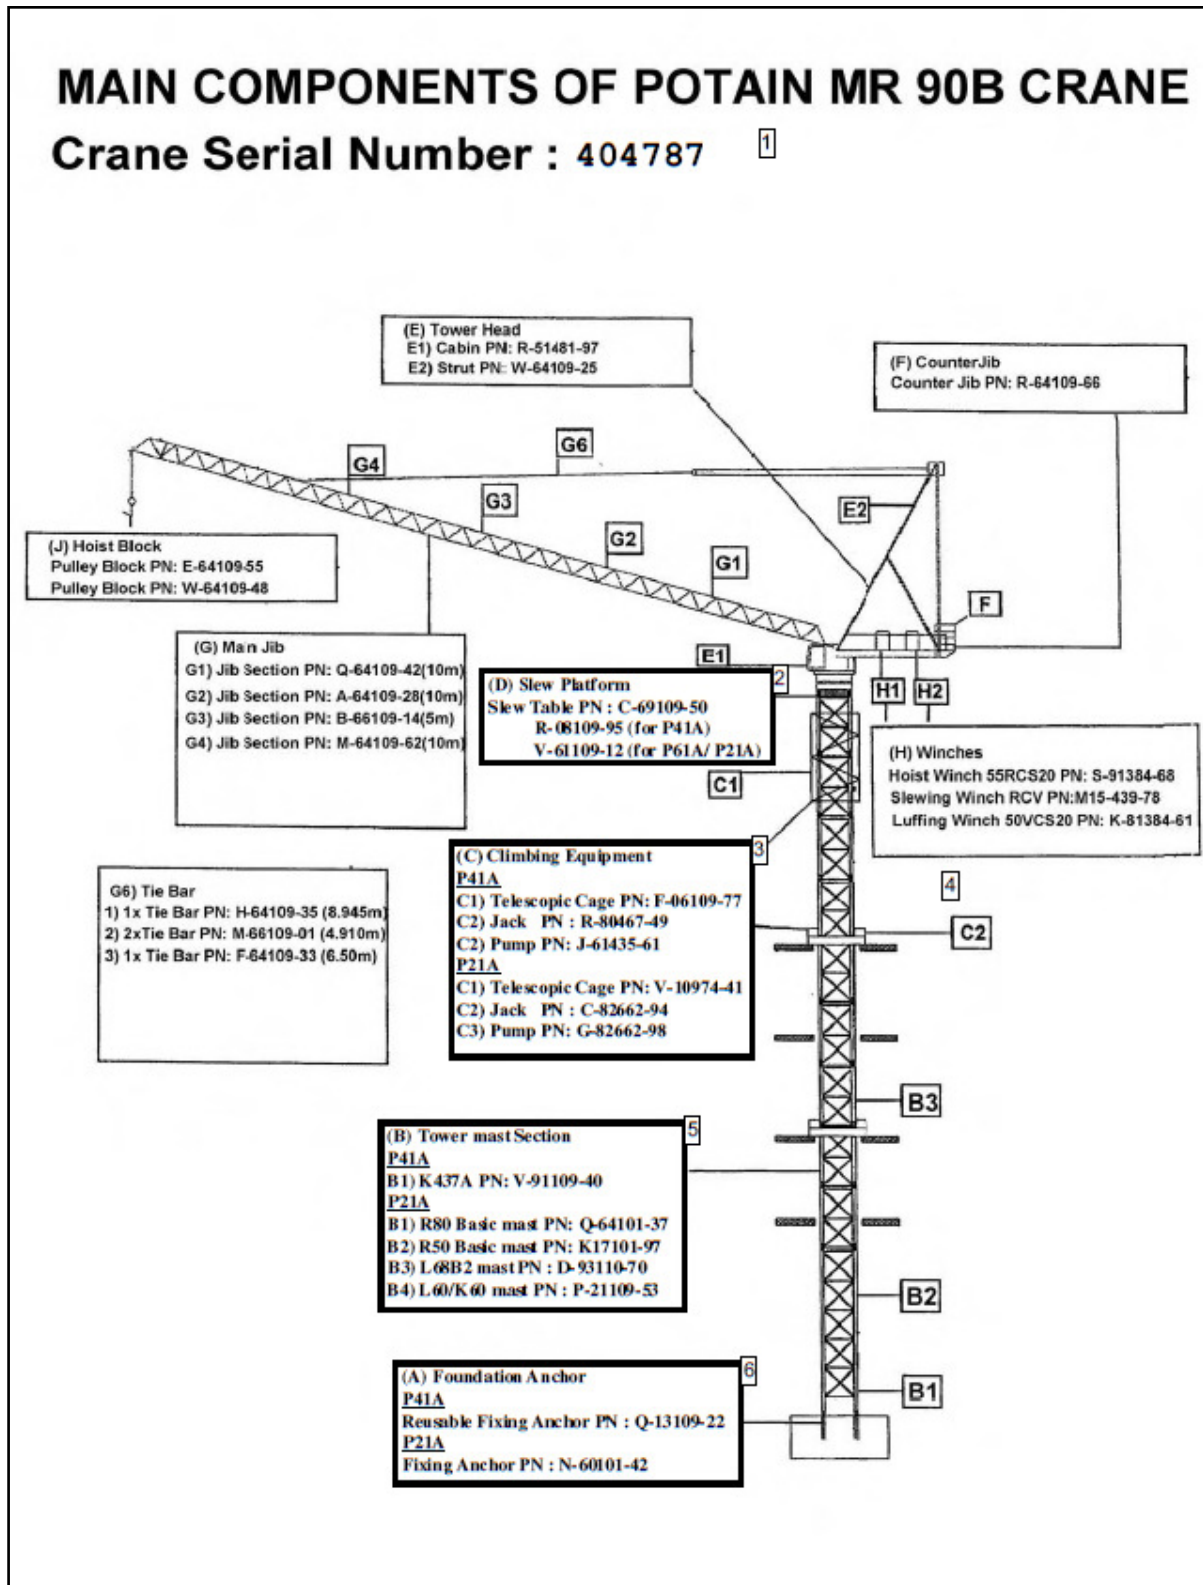 MAIN COMPONENTS OF POTAIN MR 90B CRANE
Crane Serial Number : 404787
1
(E) Tower Head
E1) Cabin PN: R-51481-97
E2) Strut PN: W-64109-25
(F) CounterJib
Counter Jib PN: R-64109-66
G4
G6
G3
G2
G1
E2
F
(J) Hoist Block
Pulley Block PN: E-64109-55
Pulley Block PN: W-64109-48
(G) Main Jib
G1) Jib Section PN: Q-64109-42(10m)
G2) Jib Section PN: A-64109-28(10m)
G3) Jib Section PN: B-66109-14(5m)
G4) Jib Section PN: M-64109-62(10m)
E1
2
(D) Slew Platform
Slew Table PN : C-69109-50
R-08109-95 (for P41A)
V-61109-12 (for P61A/ P21A)
H1
H2
C1
(H) Winches
Hoist Winch 55RCS20 PN: S-91384-68
Slewing Winch RCV PN:M15-439-78
Luffing Winch 50VCS20 PN: K-81384-61
3
(C) Climbing Equipment
P41A
C1) Telescopic Cage PN: F-06109-77
C2) Jack PN : R-80467-49
C2) Pump PN: J-61435-61
P21A
C1) Telescopic Cage PN: V-10974-41
C2) Jack PN : C-82662-94
C3) Pump PN: G-82662-98
G6) Tie Bar
1) 1x Tie Bar PN: H-64109-35 (8.945m)
2) 2xTie Bar PN: M-66109-01 (4.910m)
3) 1x Tie Bar PN: F-64109-33 (6.50m)
4
C2
B3
5
(B) Tower mast Section
P41A
B1) K437A PN: V-91109-40
P21A
B1) R80 Basic mast PN: Q-64101-37
B2) R50 Basic mast PN: K17101-97
B3) L68B2 mast PN : D-93110-70
B4) L60/K60 mast PN : P-21109-53
B2
6
(A) Foundation Anchor
P41A
Reusable Fixing Anchor PN : Q-13109-22
P21A
Fixing Anchor PN : N-60101-42
B1